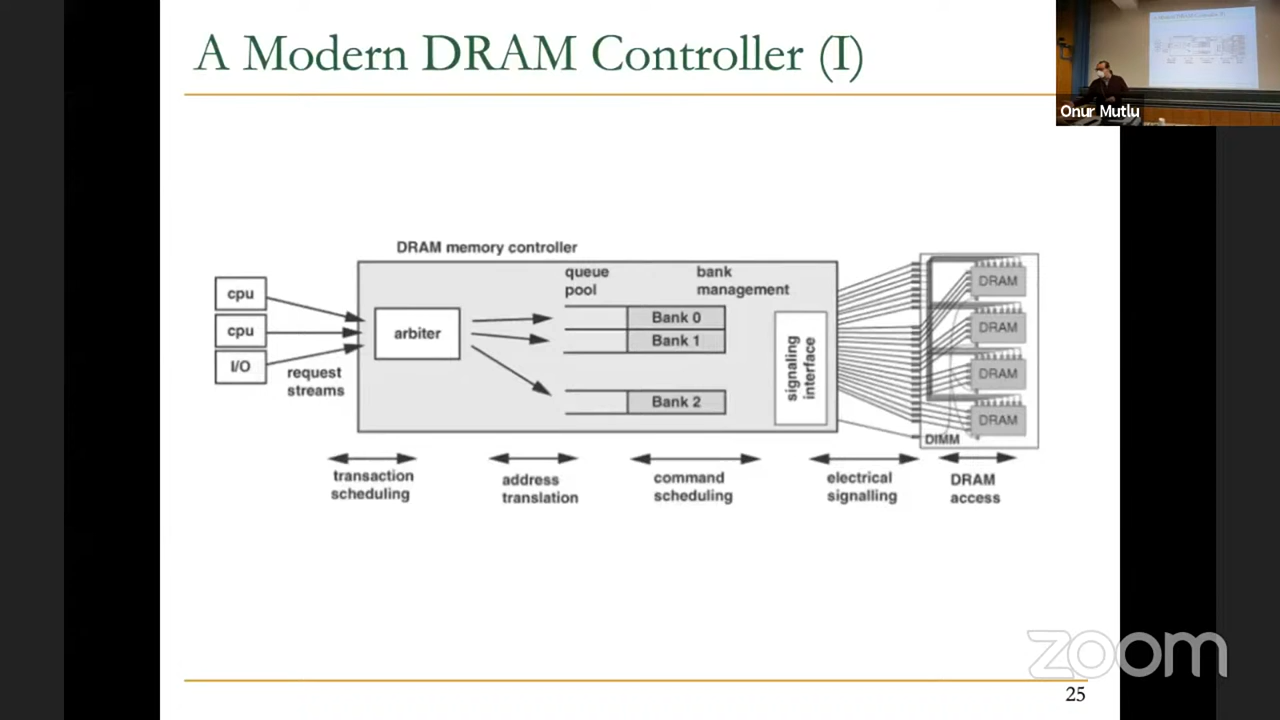 A Modern DRAM Controller (I)
Onur Mutlu
DRAM memory controller
cpu
cpu
I/O
request
streams
arbiter
queue
pool
bank
management
Bank 0
Bank 1
Bank 2
signaling
interface
DRAM
DRAM
DRAM
DRAM
DIMM
transaction
scheduling
address
translation
command
scheduling
electrical
signalling
DRAM
access
zoom
25